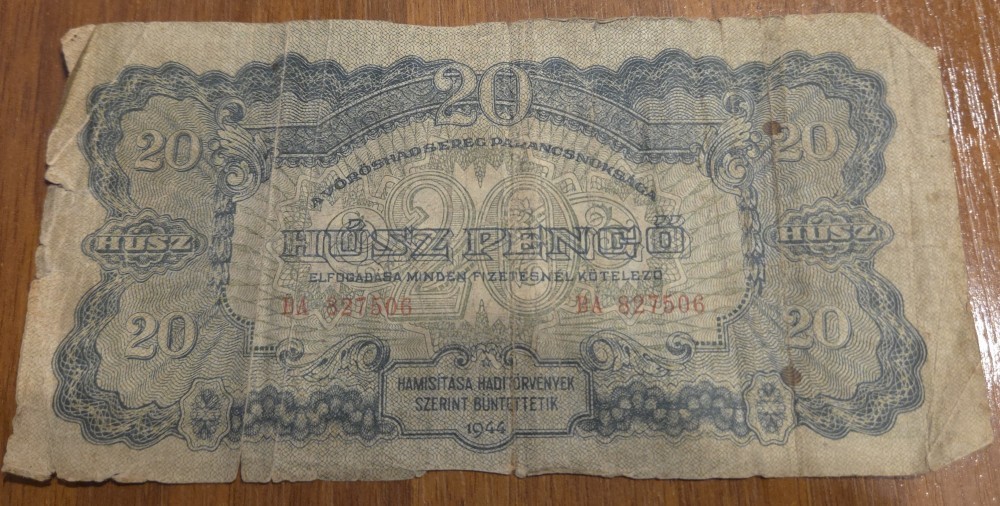 20
20
20
A VÖRÖSHADSEREG PARANCSNOKSÁGA
20
HÚSZ
HÚSZ PENGŐ
HÚSZ
ELFOGADÁSA MINDEN FIZETÉSNÉL KÖTELEZŐ
BA 827506
BA 827506
20
20
HAMISÍTÁSA HADITÖRVÉNYEK
SZERINT BÜNTETTETIK
1944